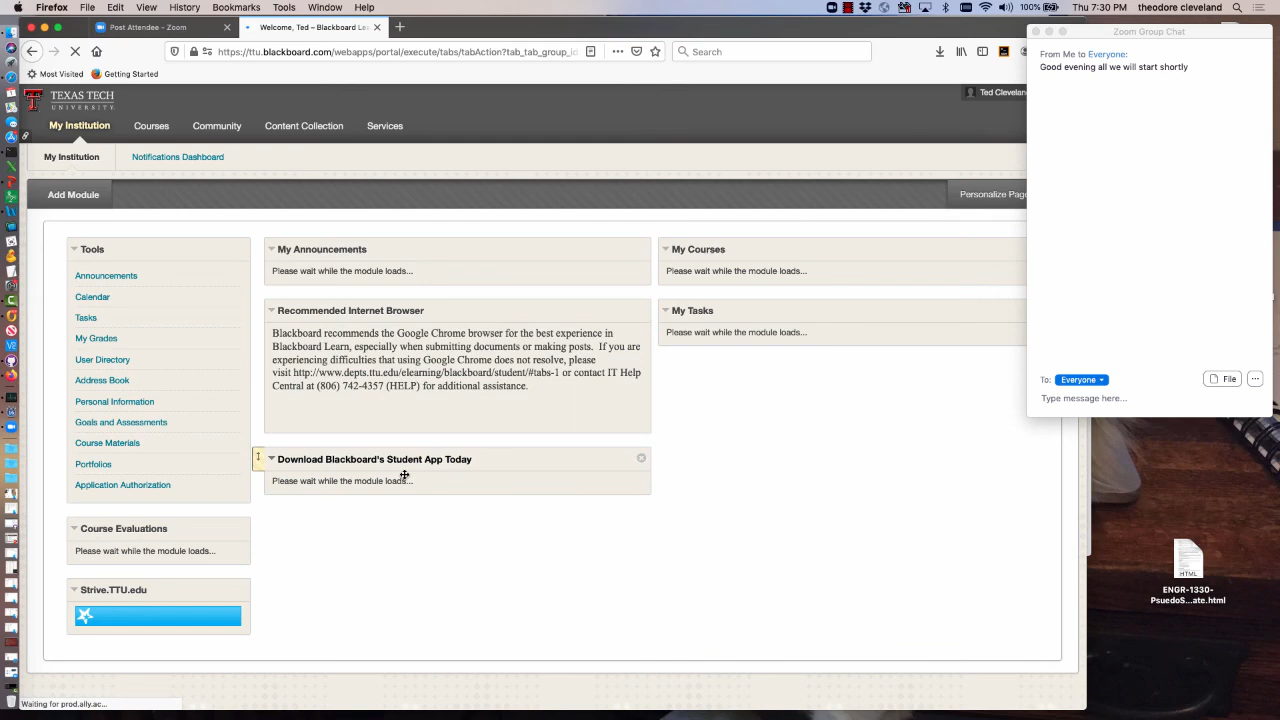 Firefox File Edit View History Bookmarks Tools Window Help
100% Thu 7:30 PM theodore cleveland
Post Attendee - Zoom
Welcome, Ted – Blackboard Le
https://ttu.blackboard.com/webapps/portal/execute/tabs/tabAction?tab_tab_group_i
Search
Most Visited Getting Started
TEXAS TECH
UNIVERSITY
Ted Clevelan
My Institution Courses Community Content Collection Services
My Institution Notifications Dashboard
Add Module
Personalize Page
Tools
Announcements
Calendar
Tasks
My Grades
User Directory
Address Book
Personal Information
Goals and Assessments
Course Materials
Portfolios
Application Authorization
Course Evaluations
Please wait while the module loads...
Strive.TTU.edu
My Announcements
Please wait while the module loads...
Recommended Internet Browser
Blackboard recommends the Google Chrome browser for the best experience in
Blackboard Learn, especially when submitting documents or making posts. If you are
experiencing difficulties that using Google Chrome does not resolve, please
visit http://www.depts.ttu.edu/elearning/blackboard/student/#tabs-1 or contact IT Help
Central at (806) 742-4357 (HELP) for additional assistance.
Download Blackboard's Student App Today
Please wait while the module loads...
My Courses
Please wait while the module loads...
My Tasks
Please wait while the module loads...
Zoom Group Chat
From Me to Everyone:
Good evening all we will start shortly
To: Everyone
File
Type message here...
HTML
ENGR-1330-
PsuedoS...ate.html
Waiting for prod.ally.ac...